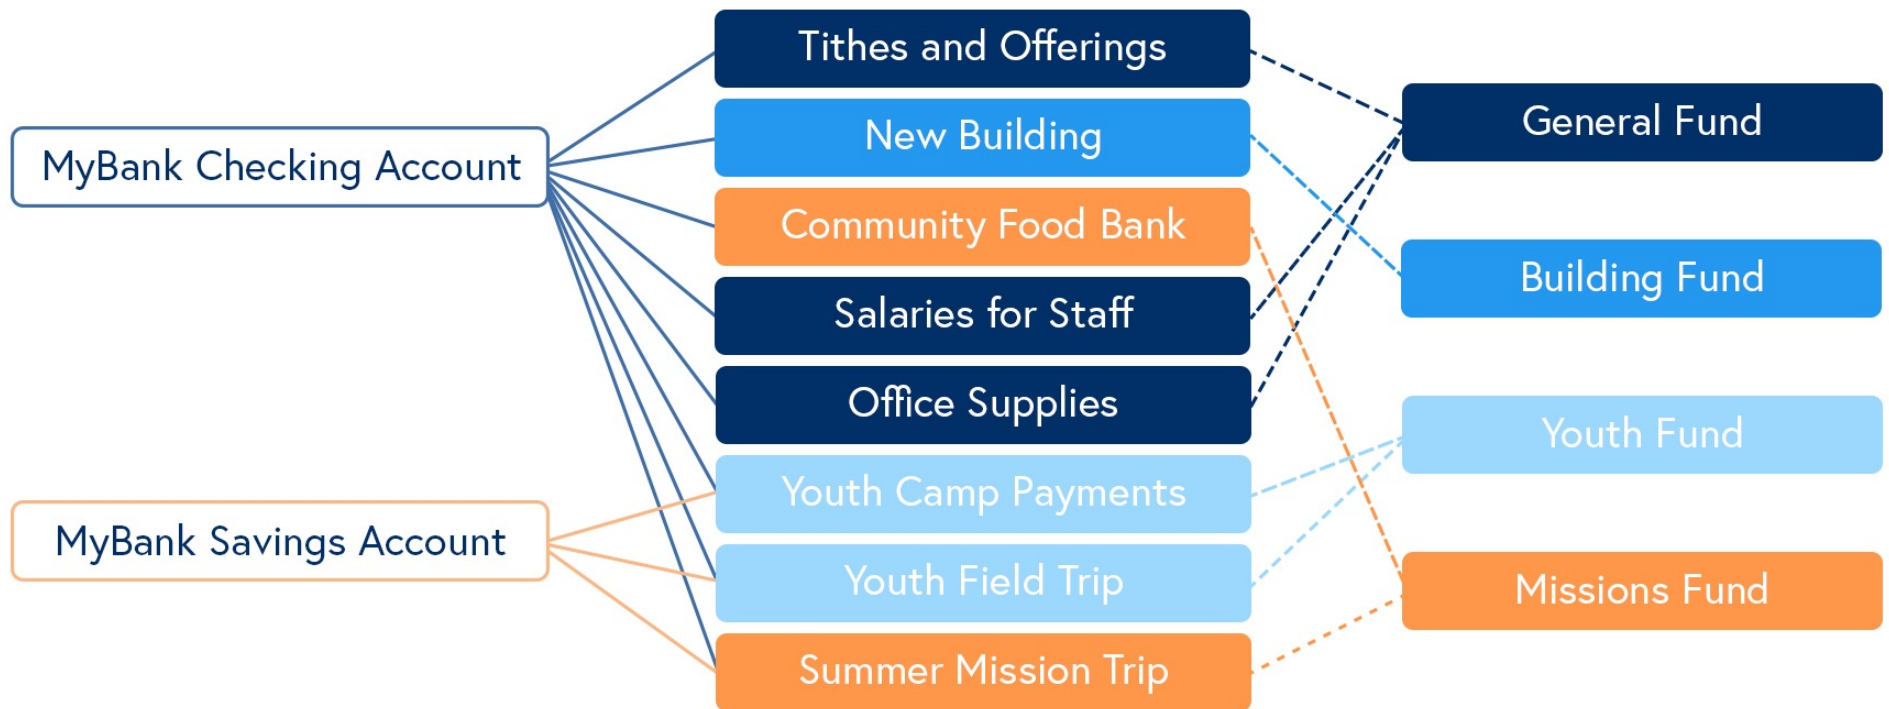 MyBank Checking Account
MyBank Savings Account
Tithes and Offerings
New Building
Community Food Bank
Salaries for Staff
Office Supplies
Youth Camp Payments
Youth Field Trip
Summer Mission Trip
General Fund
Building Fund
Youth Fund
Missions Fund